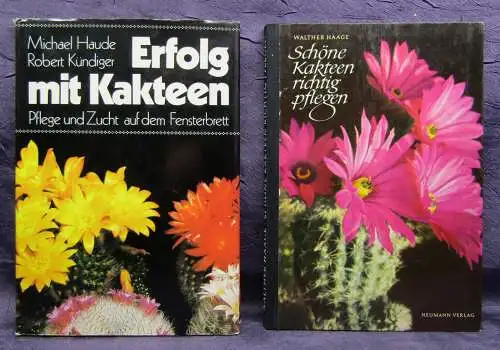 Michael Haude
Robert Kündiger
Erfolg
mit Kakteen
Pflege und Zucht auf dem Fensterbrett
WALTHER HAAGE
Schöne
Kakteen
richtig
pflegen
NEUMANN VERLAG